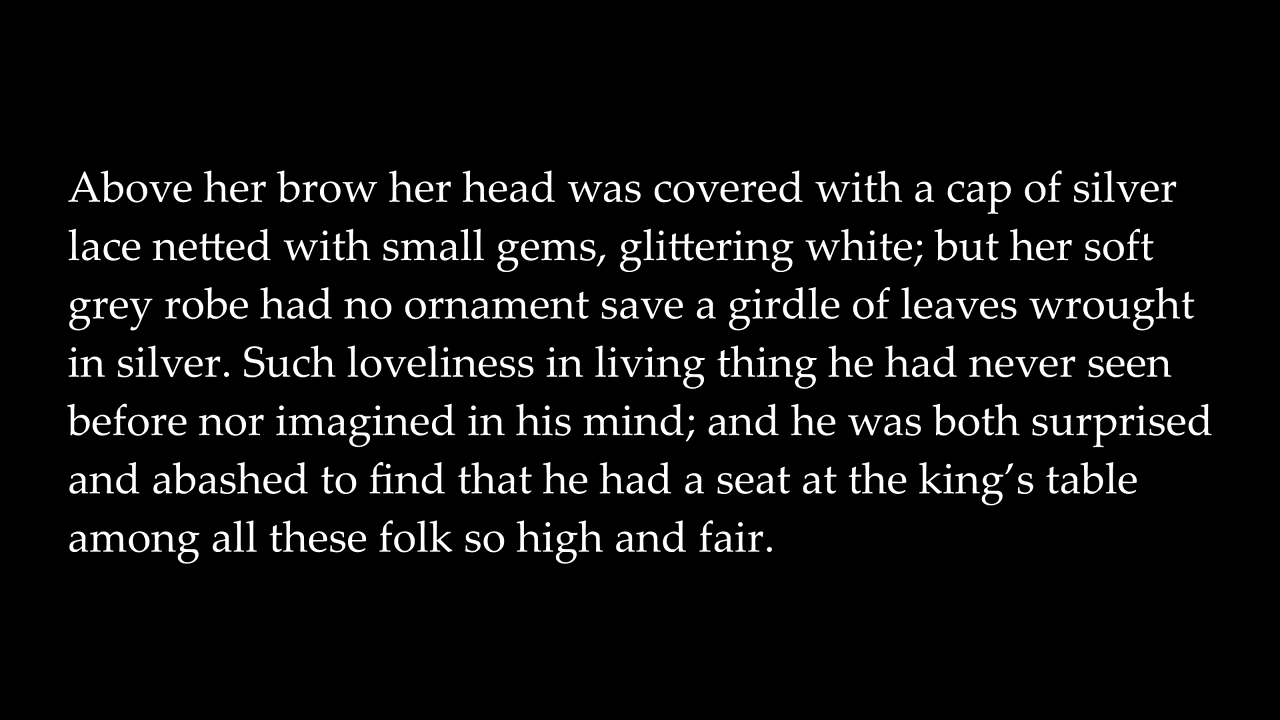 Above her brow her head was covered with a cap of silver
lace netted with small gems, glittering white; but her soft
grey robe had no ornament save a girdle of leaves wrought
in silver. Such loveliness in living thing he had never seen
before nor imagined in his mind; and he was both surprised
and abashed to find that he had a seat at the king’s table
among all these folk so high and fair.